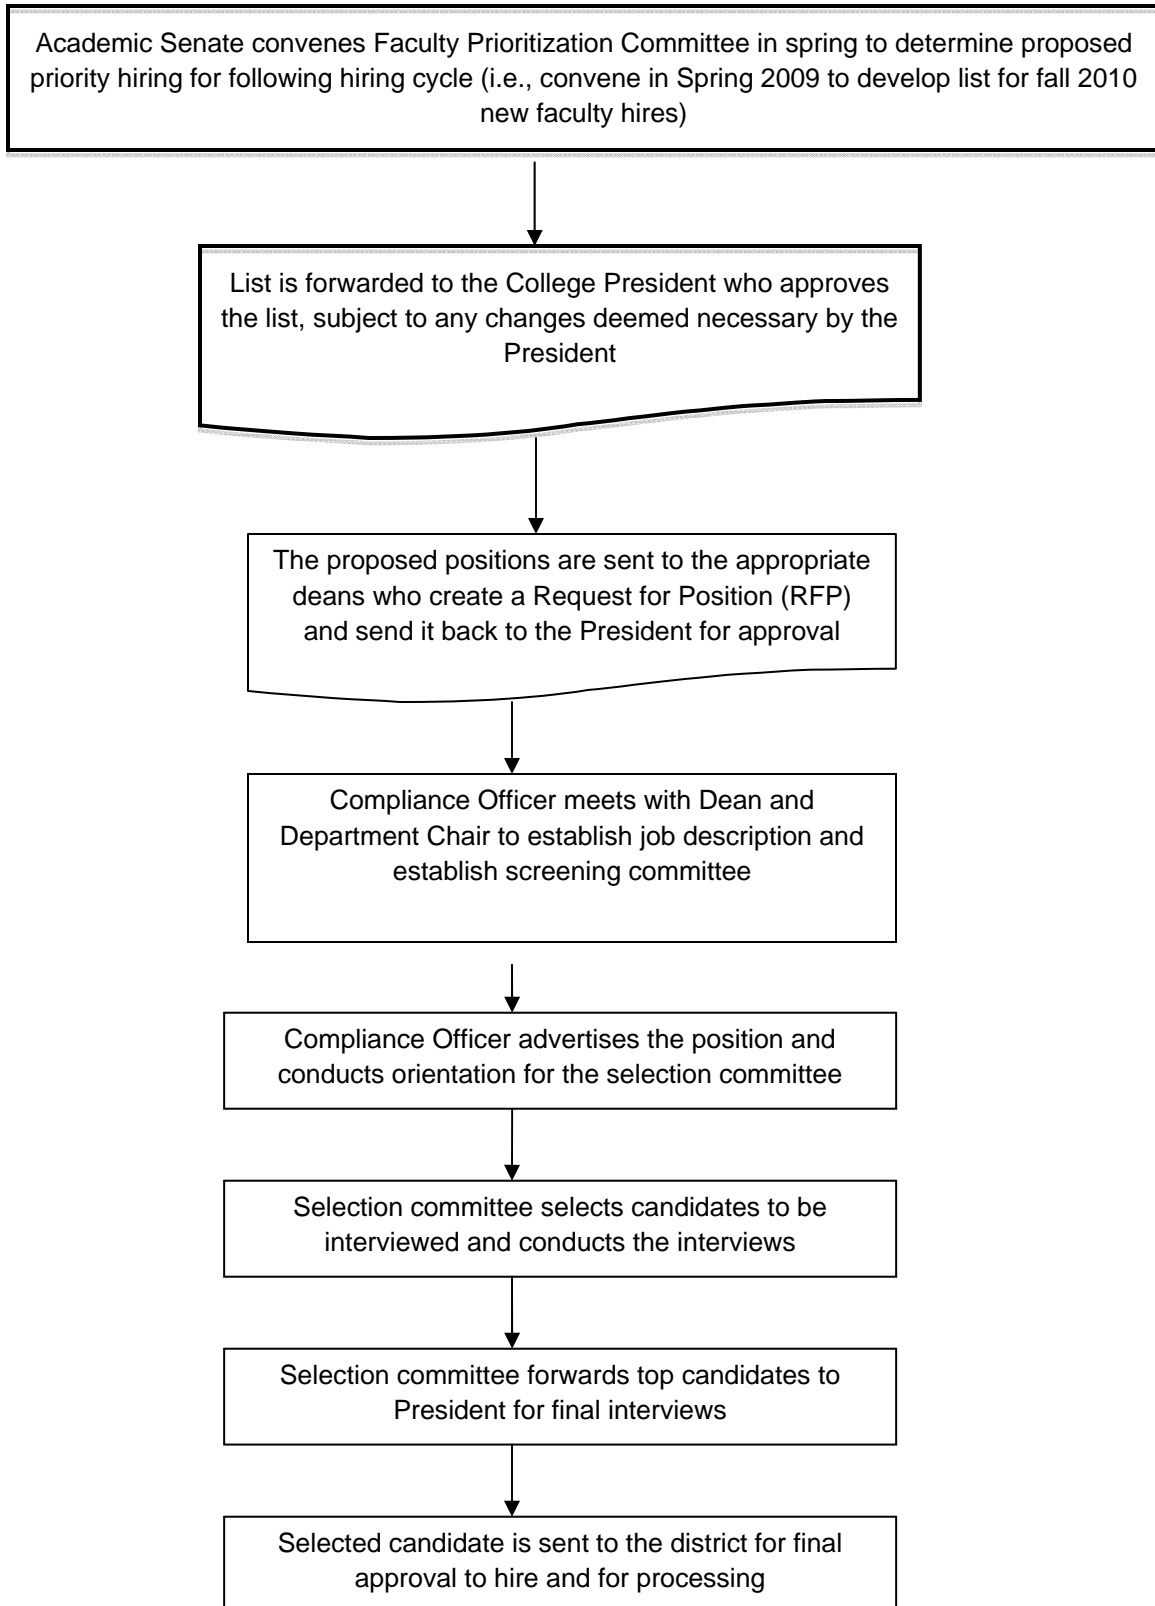 Academic Senate convenes Faculty Prioritization Committee in spring to determine proposed
priority hiring for following hiring cycle (i.e., convene in Spring 2009 to develop list for fall 2010
new faculty hires)
List is forwarded to the College President who approves
the list, subject to any changes deemed necessary by the
President
The proposed positions are sent to the appropriate
deans who create a Request for Position (RFP)
and send it back to the President for approval
Compliance Officer meets with Dean and
Department Chair to establish job description and
establish screening committee
Compliance Officer advertises the position and
conducts orientation for the selection committee
Selection committee selects candidates to be
interviewed and conducts the interviews
Selection committee forwards top candidates to
President for final interviews
Selected candidate is sent to the district for final
approval to hire and for processing